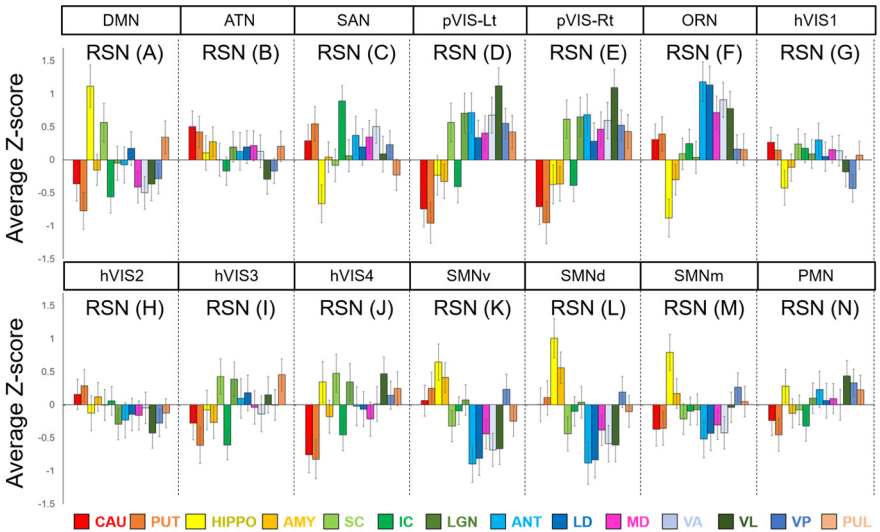 DMN ATN SAN pVIS-Lt pVIS-Rt ORN hVIS1
RSN (A) RSN (B) RSN (C) RSN (D) RSN (E) RSN (F) RSN (G)
Average Z-score
1.5
1
0.5
0
-0.5
-1
-1.5
hVIS2 hVIS3 hVIS4 SMNv SMNd SMNm PMN
RSN (H) RSN (I) RSN (J) RSN (K) RSN (L) RSN (M) RSN (N)
Average Z-score
1.5
1
0.5
0
-0.5
-1
-1.5
CAU PUT HIPPO AMY SC IC LGN ANT LD MD VA VL VP PUL